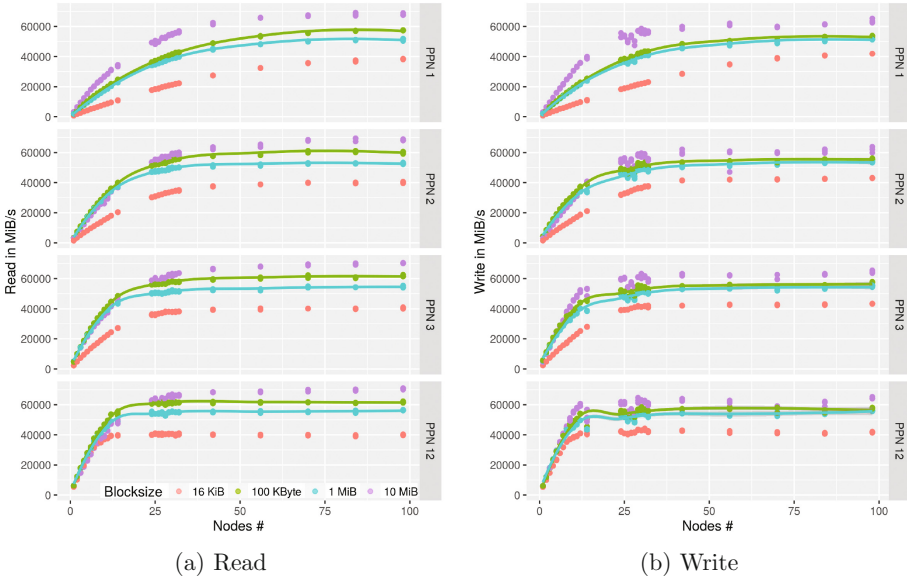 Read in MiB/s
60000
40000
20000
0
PPN 1
60000
40000
20000
0
PPN 2
60000
40000
20000
0
PPN 3
60000
40000
20000
0
PPN 12
Blocksize 16 KiB 100 KByte 1 MiB 10 MiB
0 25 50 75 100
Nodes #
(a) Read
Write in MiB/s
60000
40000
20000
0
PPN 1
60000
40000
20000
0
PPN 2
60000
40000
20000
0
PPN 3
60000
40000
20000
0
PPN 12
0 25 50 75 100
Nodes #
(b) Write